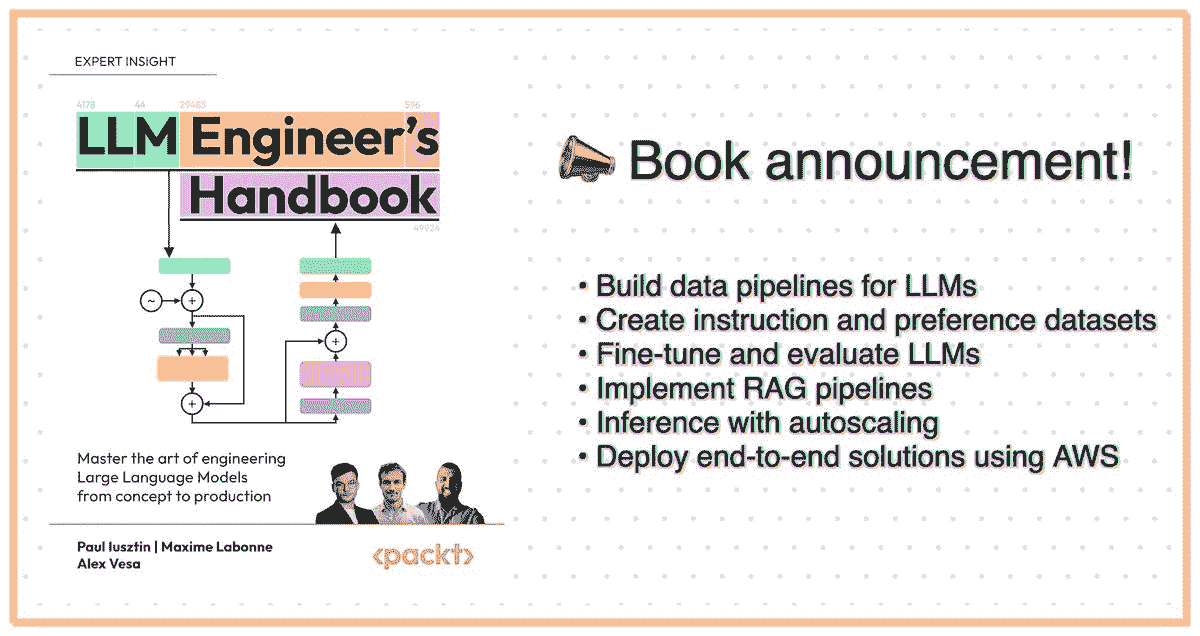 EXPERT INSIGHT
4178 44 29483 596
LLM Engineer's
Handbook
49924
~
+
+
+
Master the art of engineering
Large Language Models
from concept to production
Paul Iusztin | Maxime Labonne
Alex Vesa
<packt>
Book announcement!
• Build data pipelines for LLMs
• Create instruction and preference datasets
• Fine-tune and evaluate LLMs
• Implement RAG pipelines
• Inference with autoscaling
• Deploy end-to-end solutions using AWS